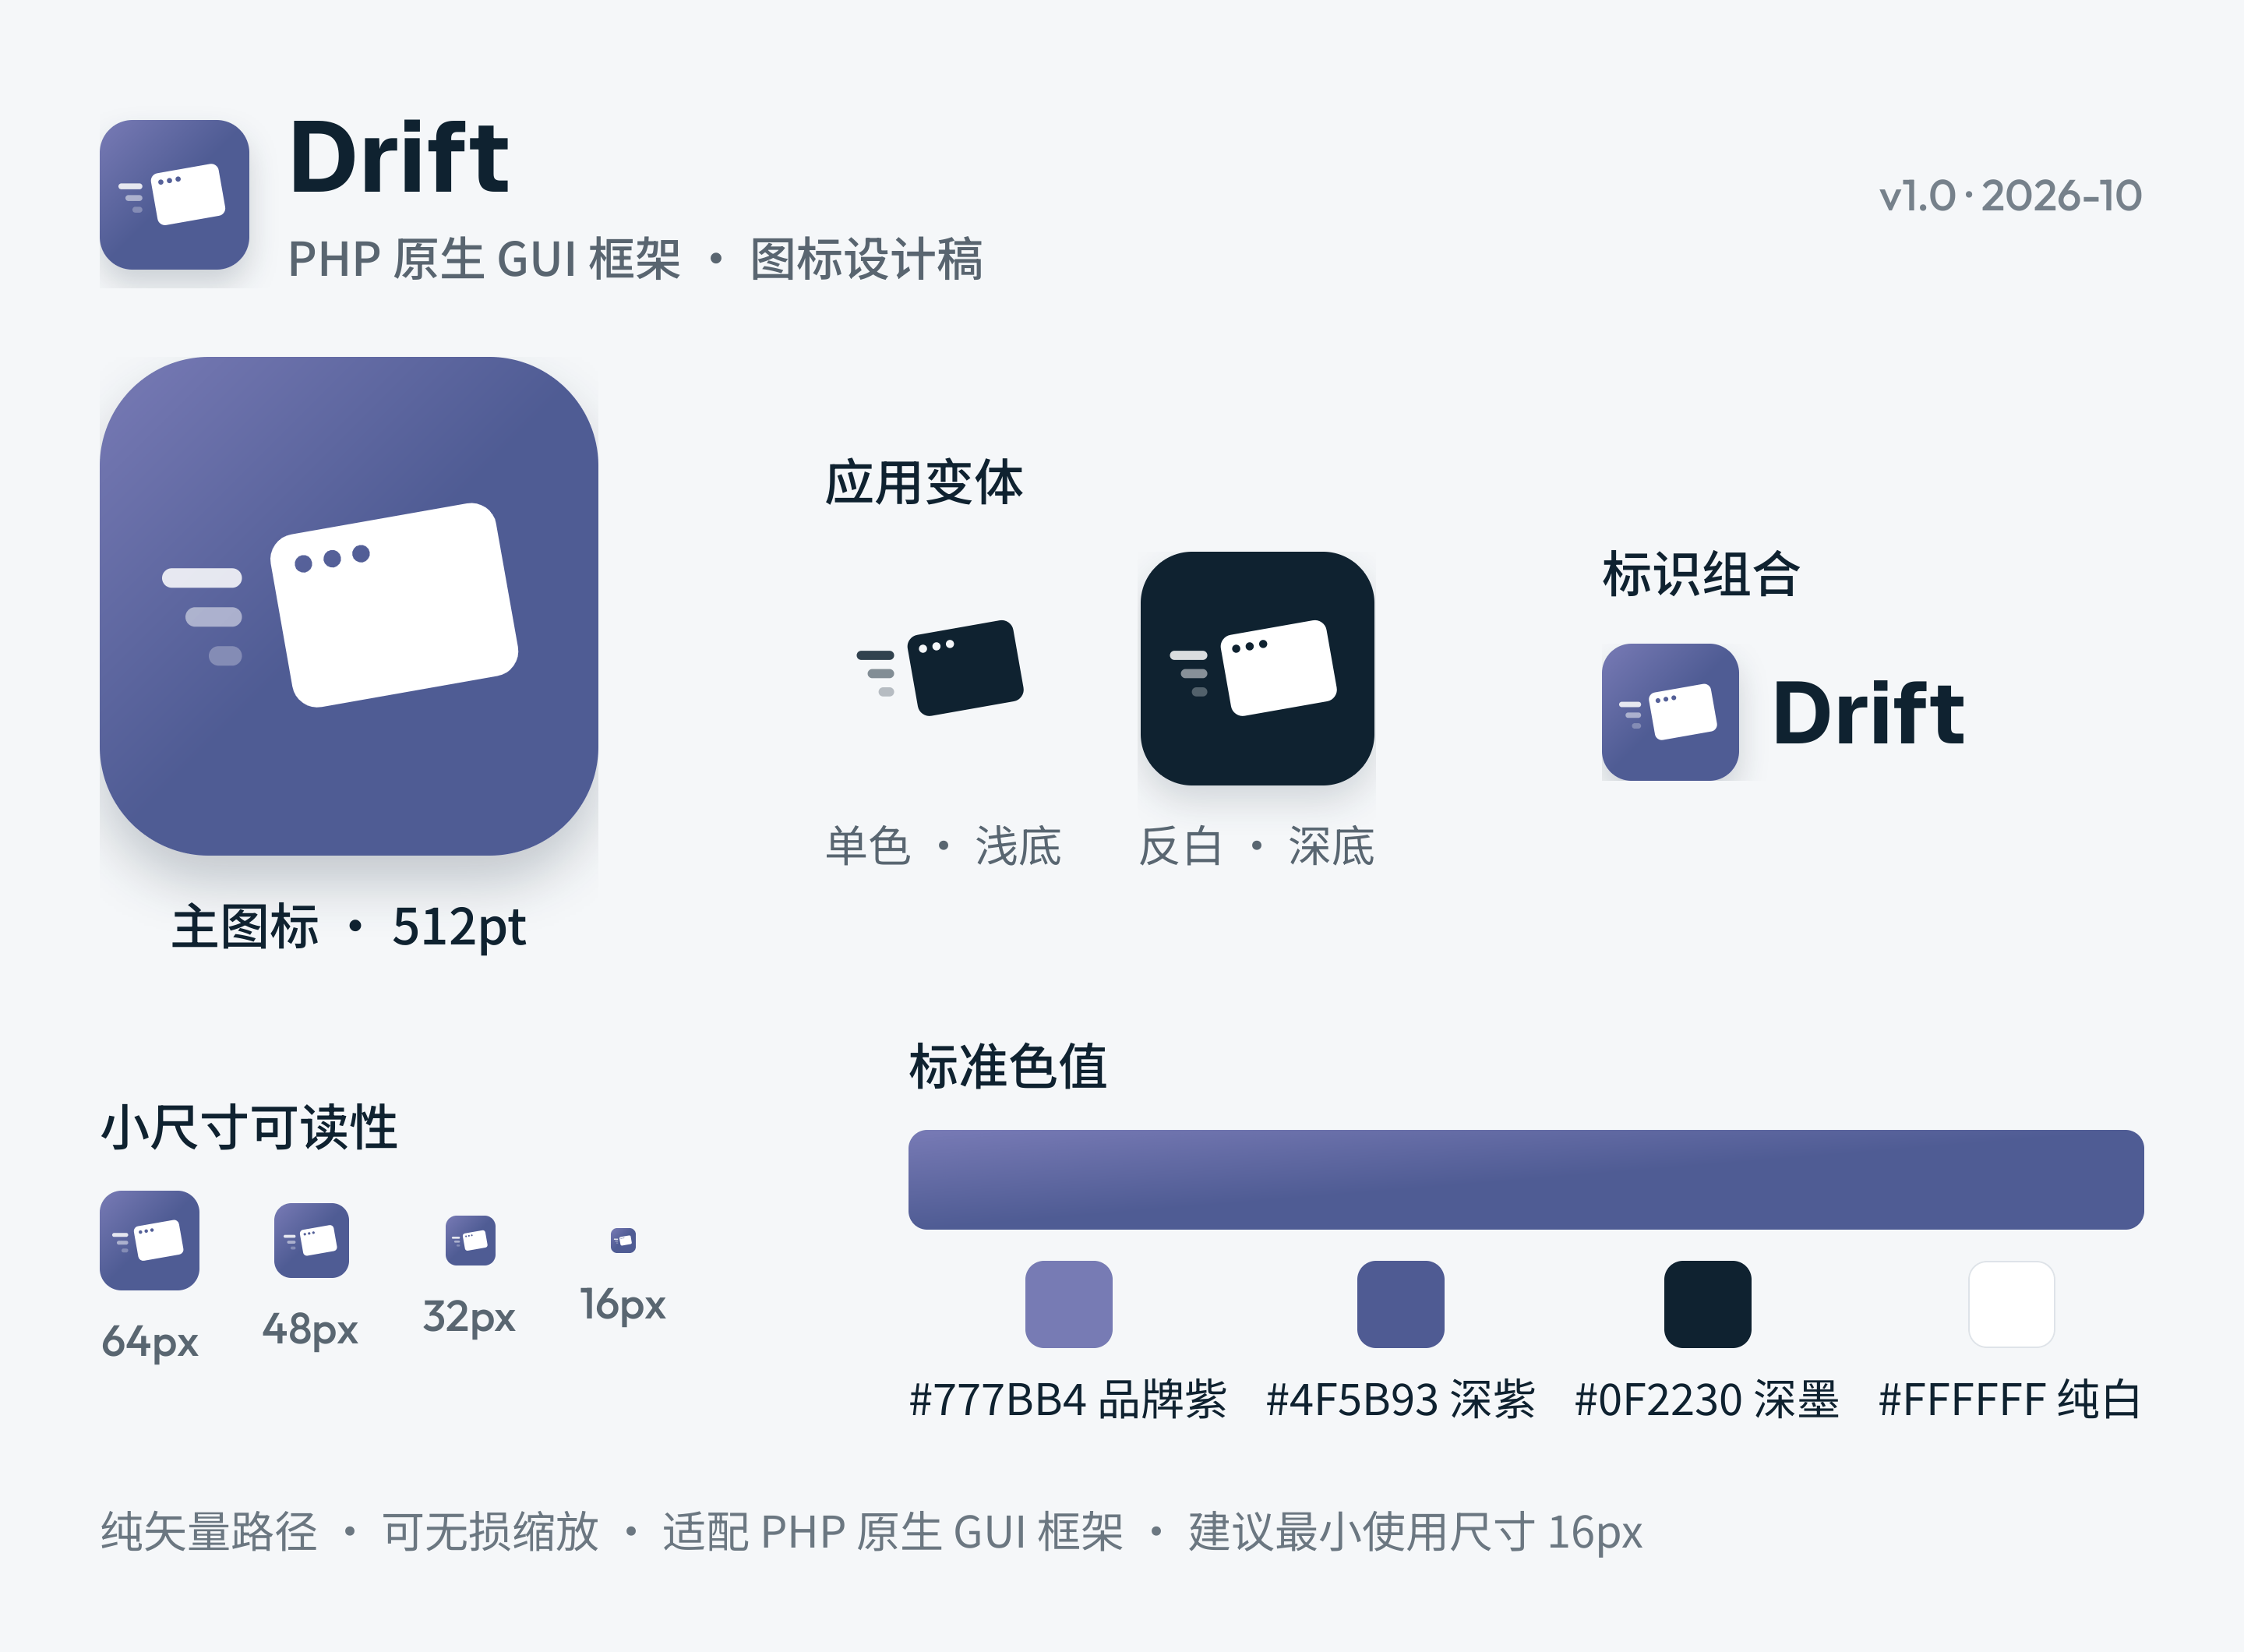 Drift
PHP 原生 GUI 框架 · 图标设计稿
v1.0 · 2026-10
主图标 · 512pt
应用变体
单色 · 浅底
反白 · 深底
标识组合
Drift
小尺寸可读性
64px
48px
32px
16px
标准色值
#777BB4 品牌紫
#4F5B93 深紫
#0F2230 深墨
#FFFFFF 纯白
纯矢量路径 · 可无损缩放 · 适配 PHP 原生 GUI 框架 · 建议最小使用尺寸 16px